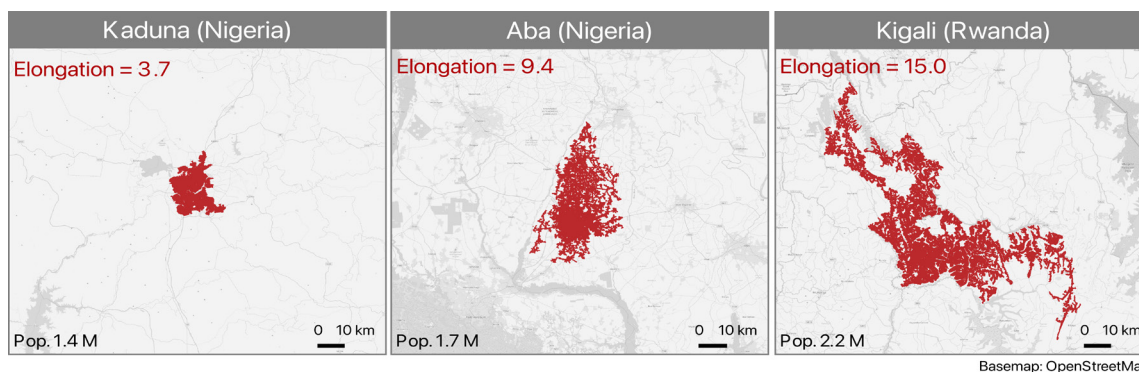 Kaduna (Nigeria)
Elongation = 3.7
Pop. 1.4 M
0 10 km
Aba (Nigeria)
Elongation = 9.4
Pop. 1.7 M
0 10 km
Kigali (Rwanda)
Elongation = 15.0
Pop. 2.2 M
0 10 km
Basemap: OpenStreetMa